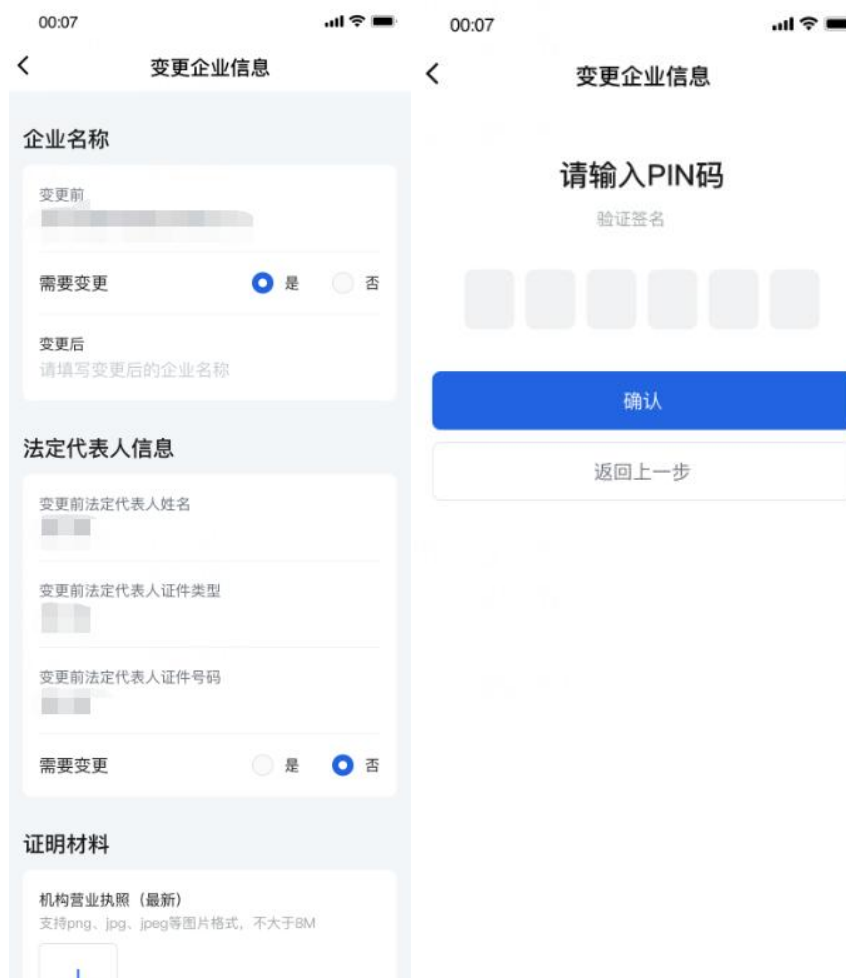 00:07
变更企业信息
企业名称
变更前
需要变更
是
否
变更后
请填写变更后的企业名称
法定代表人信息
变更前法定代表人姓名
变更前法定代表人证件类型
变更前法定代表人证件号码
需要变更
是
否
证明材料
机构营业执照（最新）
支持png、jpg、jpeg等图片格式，不大于8M
00:07
变更企业信息
请输入PIN码
验证签名
确认
返回上一步